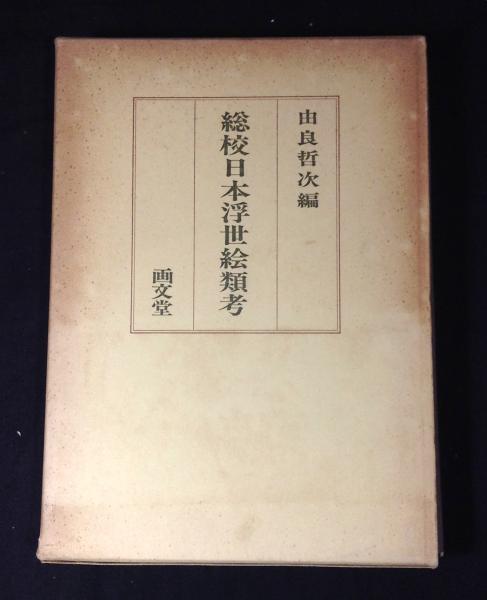 由良哲次編
総校日本浮世絵類考
画文堂